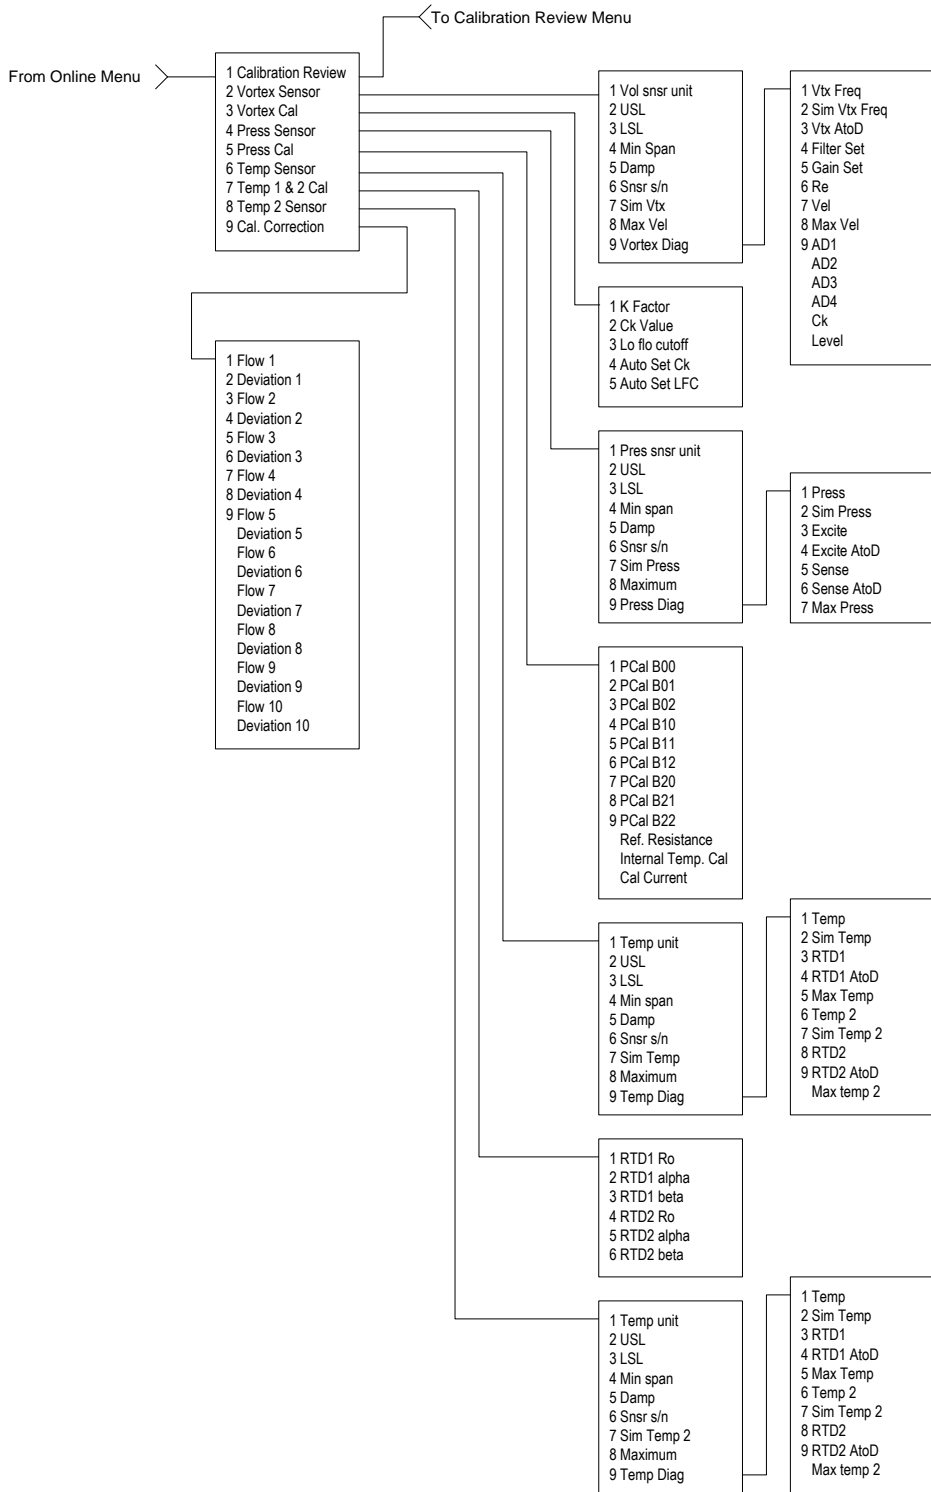 To Calibration Review Menu
From Online Menu
1 Calibration Review
2 Vortex Sensor
3 Vortex Cal
4 Press Sensor
5 Press Cal
6 Temp Sensor
7 Temp 1 & 2 Cal
8 Temp 2 Sensor
9 Cal. Correction
1 Flow 1
2 Deviation 1
3 Flow 2
4 Deviation 2
5 Flow 3
6 Deviation 3
7 Flow 4
8 Deviation 4
9 Flow 5
Deviation 5
Flow 6
Deviation 6
Flow 7
Deviation 7
Flow 8
Deviation 8
Flow 9
Deviation 9
Flow 10
Deviation 10
1 Vol snsr unit
2 USL
3 LSL
4 Min Span
5 Damp
6 Snsr s/n
7 Sim Vtx
8 Max Vel
9 Vortex Diag
1 Vtx Freq
2 Sim Vtx Freq
3 Vtx AtoD
4 Filter Set
5 Gain Set
6 Re
7 Vel
8 Max Vel
9 AD1
AD2
AD3
AD4
Ck
Level
1 K Factor
2 Ck Value
3 Lo flo cutoff
4 Auto Set Ck
5 Auto Set LFC
1 Pres snsr unit
2 USL
3 LSL
4 Min span
5 Damp
6 Snsr s/n
7 Sim Press
8 Maximum
9 Press Diag
1 Press
2 Sim Press
3 Excite
4 Excite AtoD
5 Sense
6 Sense AtoD
7 Max Press
1 PCal B00
2 PCal B01
3 PCal B02
4 PCal B10
5 PCal B11
6 PCal B12
7 PCal B20
8 PCal B21
9 PCal B22
Ref. Resistance
Internal Temp. Cal
Cal Current
1 Temp unit
2 USL
3 LSL
4 Min span
5 Damp
6 Snsr s/n
7 Sim Temp
8 Maximum
9 Temp Diag
1 Temp
2 Sim Temp
3 RTD1
4 RTD1 AtoD
5 Max Temp
6 Temp 2
7 Sim Temp 2
8 RTD2
9 RTD2 AtoD
Max temp 2
1 RTD1 Ro
2 RTD1 alpha
3 RTD1 beta
4 RTD2 Ro
5 RTD2 alpha
6 RTD2 beta
1 Temp unit
2 USL
3 LSL
4 Min span
5 Damp
6 Snsr s/n
7 Sim Temp 2
8 Maximum
9 Temp Diag
1 Temp
2 Sim Temp
3 RTD1
4 RTD1 AtoD
5 Max Temp
6 Temp 2
7 Sim Temp 2
8 RTD2
9 RTD2 AtoD
Max temp 2